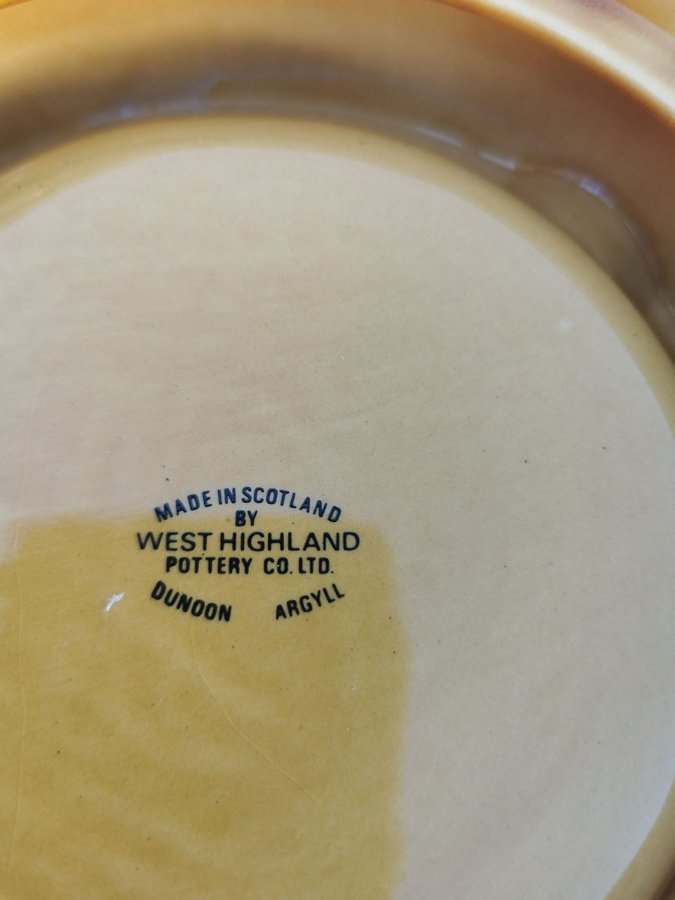 MADE IN SCOTLAND
BY
WEST HIGHLAND
POTTERY CO. LTD.
DUNOON ARGYLL